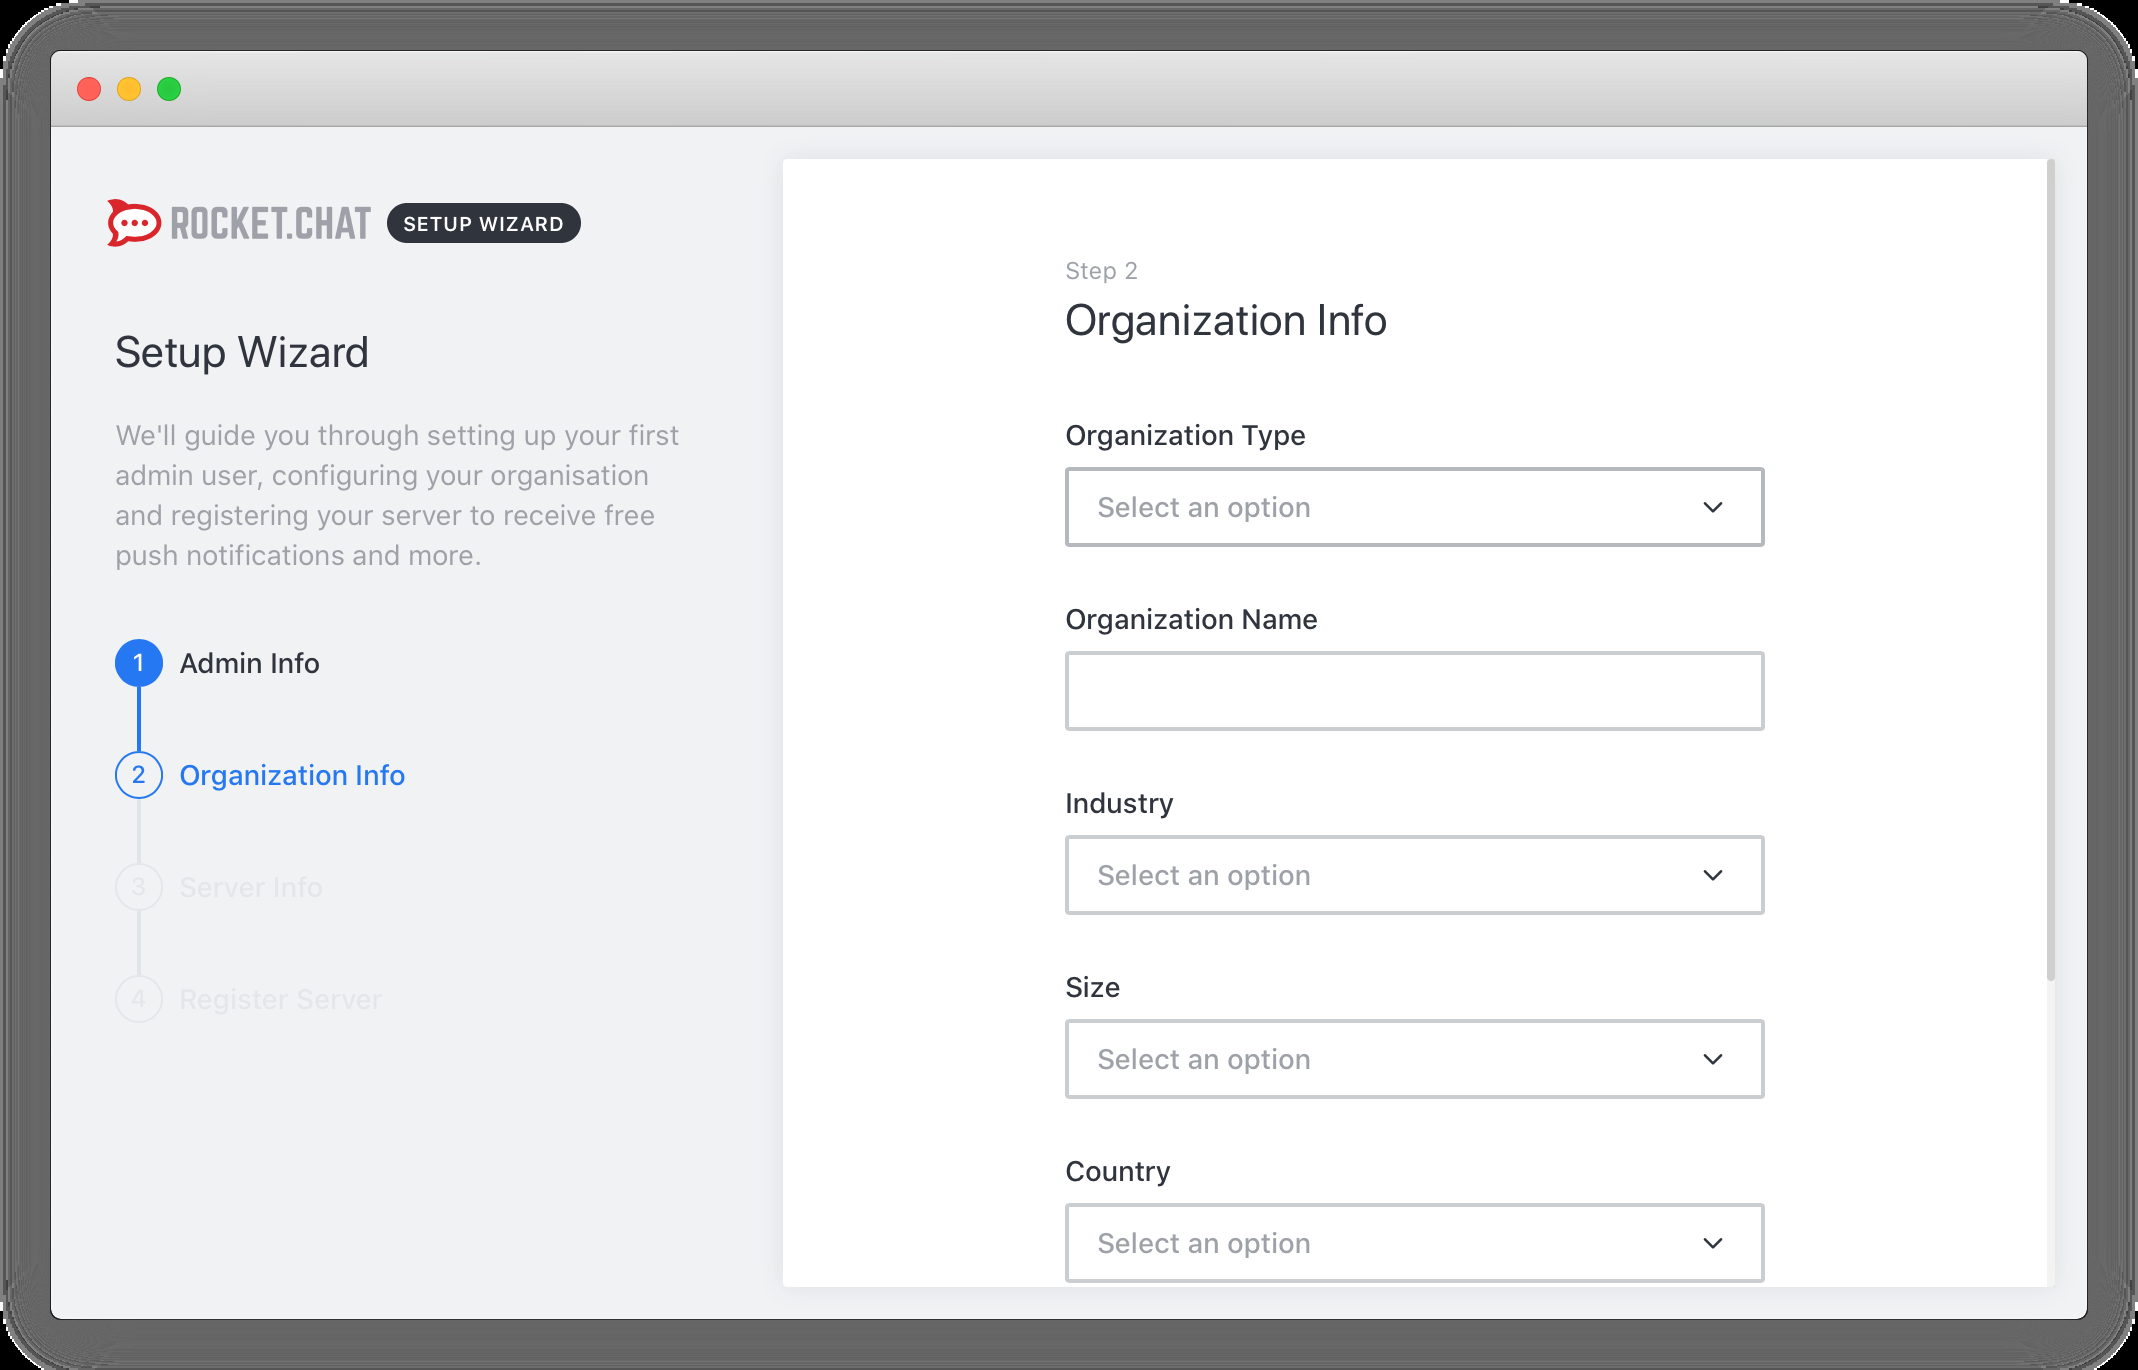 ROCKET.CHAT SETUP WIZARD
Setup Wizard
We'll guide you through setting up your first
admin user, configuring your organisation
and registering your server to receive free
push notifications and more.
1 Admin Info
2 Organization Info
3 Server Info
4 Register Server
Step 2
Organization Info
Organization Type
Select an option
Organization Name
Industry
Select an option
Size
Select an option
Country
Select an option